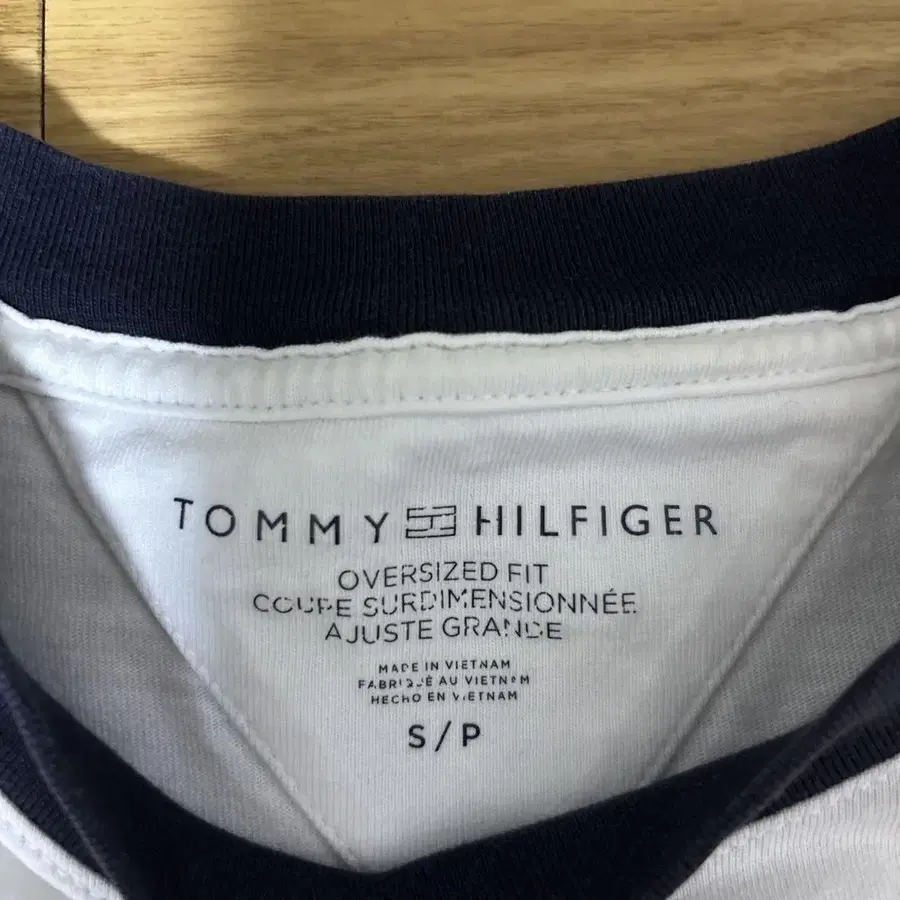 TOMMY HILFIGER
OVERSIZED FIT
COUPE SURDIMENSIONNÉE
AJUSTE GRANDE
MADE IN VIETNAM
FABRIQUÉ AU VIETNAM
HECHO EN VIETNAM
S/P